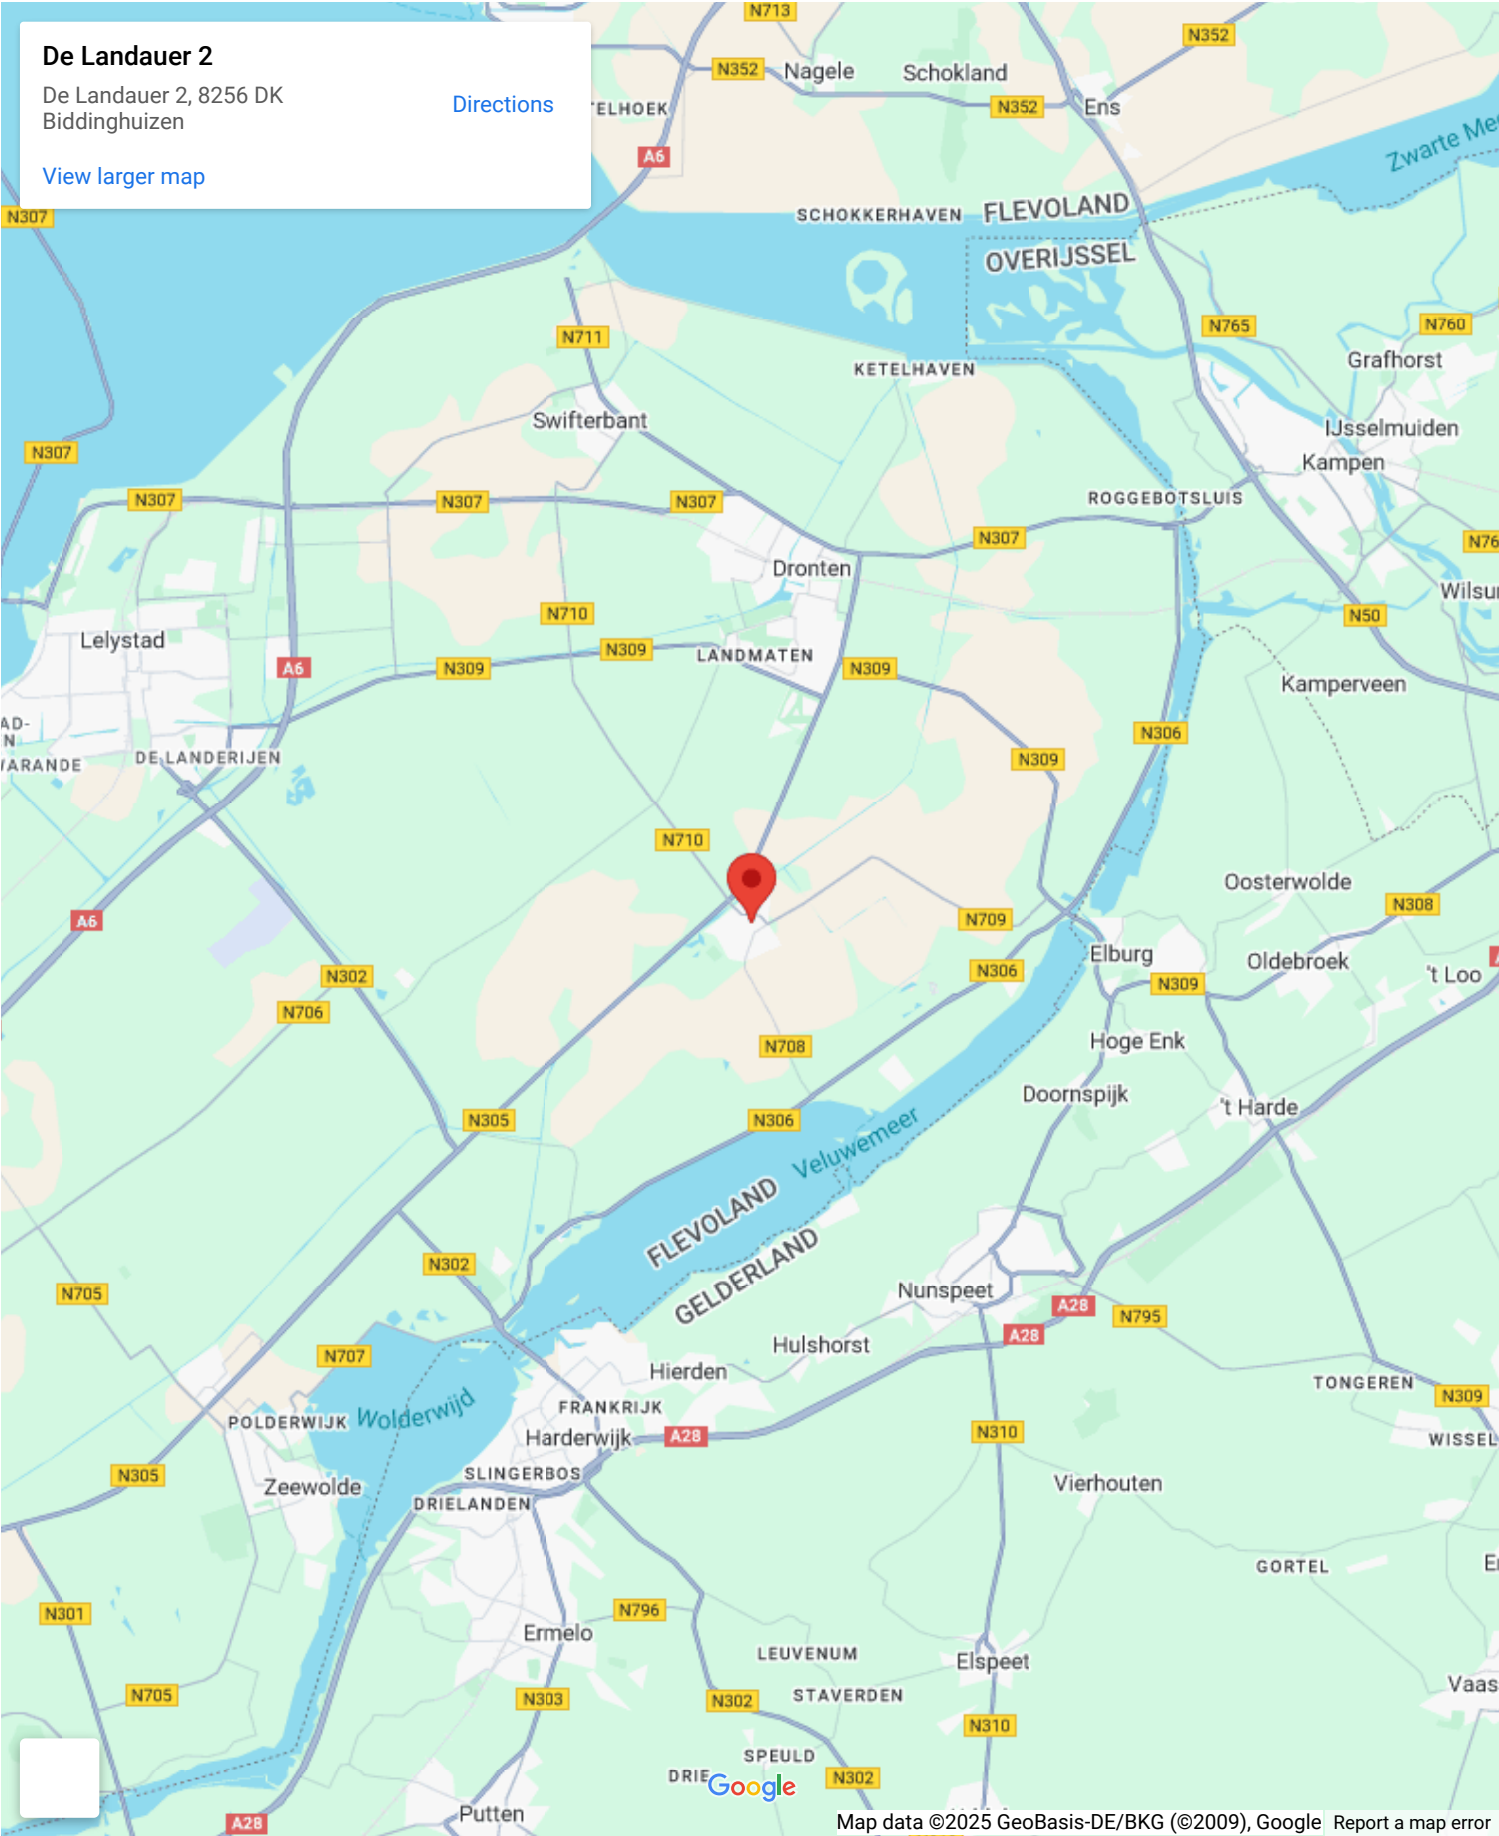 De Landauer 2
De Landauer 2, 8256 DK
Biddinghuizen
Directions
View larger map
N713
N352
N352
Nagele
Schokland
N352
Ens
TELHOEK
A6
Zwarte Mee
N307
SCHOKKERHAVEN
FLEVOLAND
OVERIJSSEL
N711
N765
N760
Grafhorst
KETELHAVEN
Swifterbant
IJsselmuiden
Kampen
N307
N307
N307
N307
ROGGEBOTSLUIS
N307
N76
Dronten
Wilsu
N710
N50
Lelystad
N309
LANDMATEN
A6
N309
N309
Kamperveen
AD-
N
N306
WARANDE
DE LANDERIJEN
N309
N710
Oosterwolde
N308
A6
N709
Elburg
Oldebroek
N306
't Loo
N302
N309
N706
Hoge Enk
N708
Doornspijk
't Harde
N305
N306
Veluwemeer
FLEVOLAND
GELDERLAND
N302
N705
Nunspeet
A28
N795
A28
Hulshorst
N707
Hierden
TONGEREN
N309
Wolderwijd
FRANKRIJK
POLDERWIJK
Harderwijk
A28
N310
WISSEL
N305
SLINGERBOS
Zeewolde
Vierhouten
DRIELANDEN
GORTEL
N301
N796
Ermelo
LEUVENUM
Elspeet
Vaas
N705
N303
N302
STAVERDEN
N310
SPEULD
DRIE
Google
N302
Putten
A28
Map data ©2025 GeoBasis-DE/BKG (©2009), Google
Report a map error